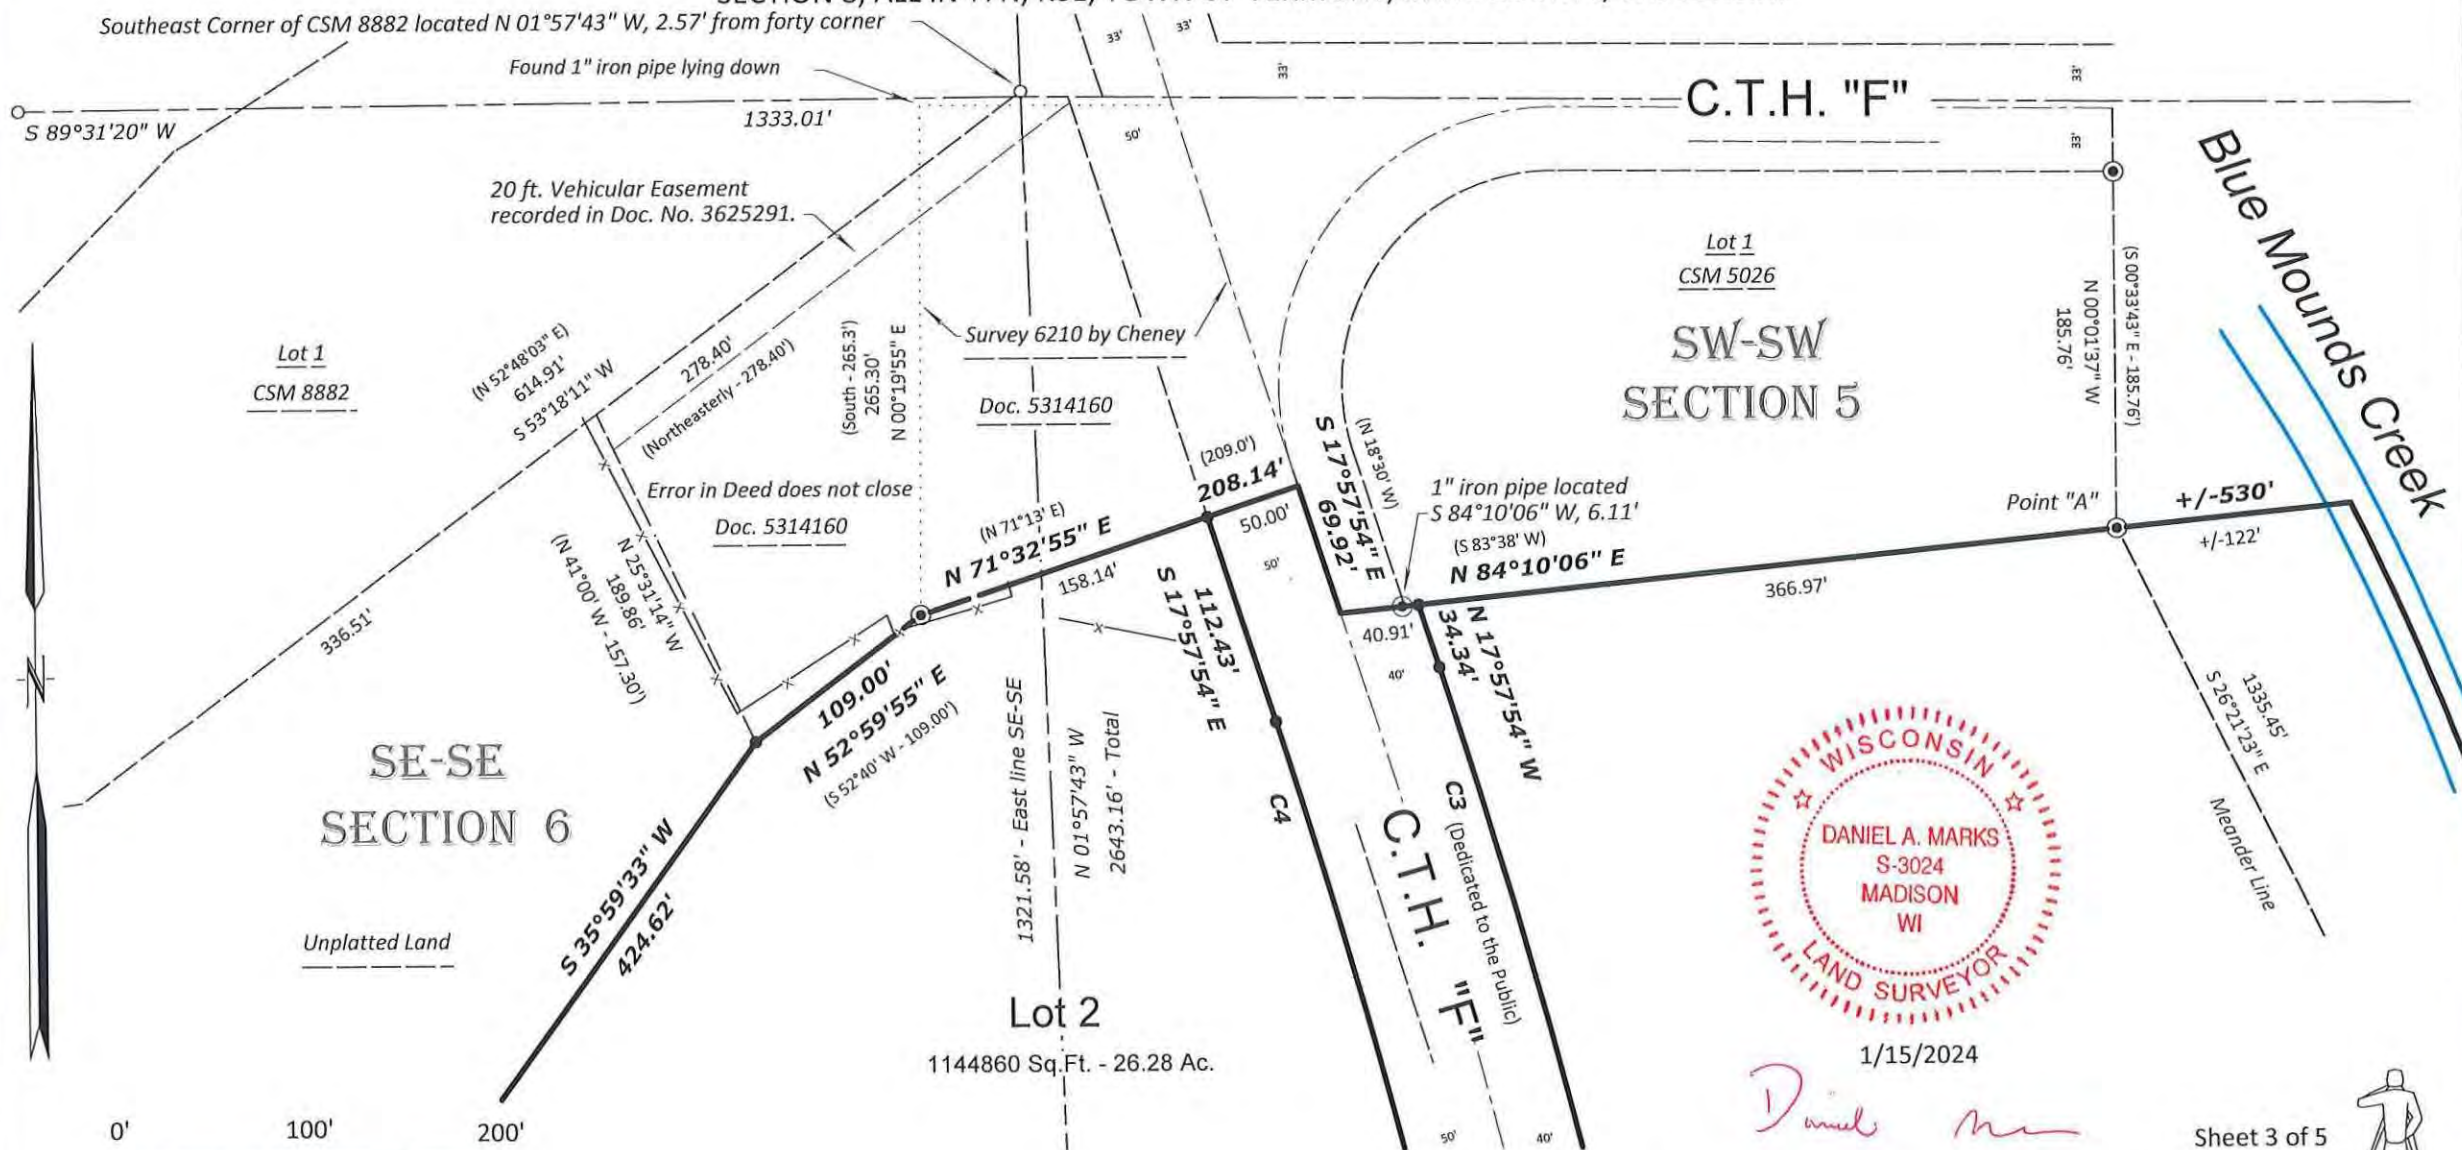 Southeast Corner of CSM 8882 located N 01°57'43" W, 2.57' from forty corner
Found 1" iron pipe lying down
S 89°31'20" W
1333.01'
33'
33'
33'
33'
33'
50'
C.T.H. "F"
Blue Mounds Creek
20 ft. Vehicular Easement
recorded in Doc. No. 3625291.
Lot 1
CSM 5026
SW-SW
SECTION 5
(S 00°33'43" E - 185.76')
N 00°01'37" W
185.76'
Lot 1
CSM 8882
(N 52°48'03" E)
614.91'
S 53°18'11" W
278.40'
(Northeasterly - 278.40')
(South - 265.3')
265.30'
N 00°19'55" E
Survey 6210 by Cheney
Doc. 5314160
Error in Deed does not close
Doc. 5314160
(209.0')
208.14'
50.00'
50'
(N 71°13' E)
N 71°32'55" E
158.14'
(N 18°30' W)
S 17°57'54" E
69.92'
1" iron pipe located
S 84°10'06" W, 6.11'
(S 83°38' W)
N 84°10'06" E
366.97'
Point "A"
+/-530'
+/-122'
336.51'
N 25°31'14" W
189.86'
(N 41°00' W - 157.30')
109.00'
N 52°59'55" E
(S 52°40' W - 109.00')
112.43'
S 17°57'54" E
40.91'
40'
N 17°57'54" W
34.34'
1335.45'
S 26°21'23" E
Meander Line
N
SE-SE
SECTION 6
1321.58' - East line SE-SE
N 01°57'43" W
2643.16' - Total
C4
C3 (Dedicated to the Public)
C.T.H. "F"
S 35°59'33" W
424.62'
Unplatted Land
Lot 2
1144860 Sq.Ft. - 26.28 Ac.
WISCONSIN
DANIEL A. MARKS
S-3024
MADISON
WI
LAND SURVEYOR
1/15/2024
0' 100' 200'
50'
40'
Sheet 3 of 5